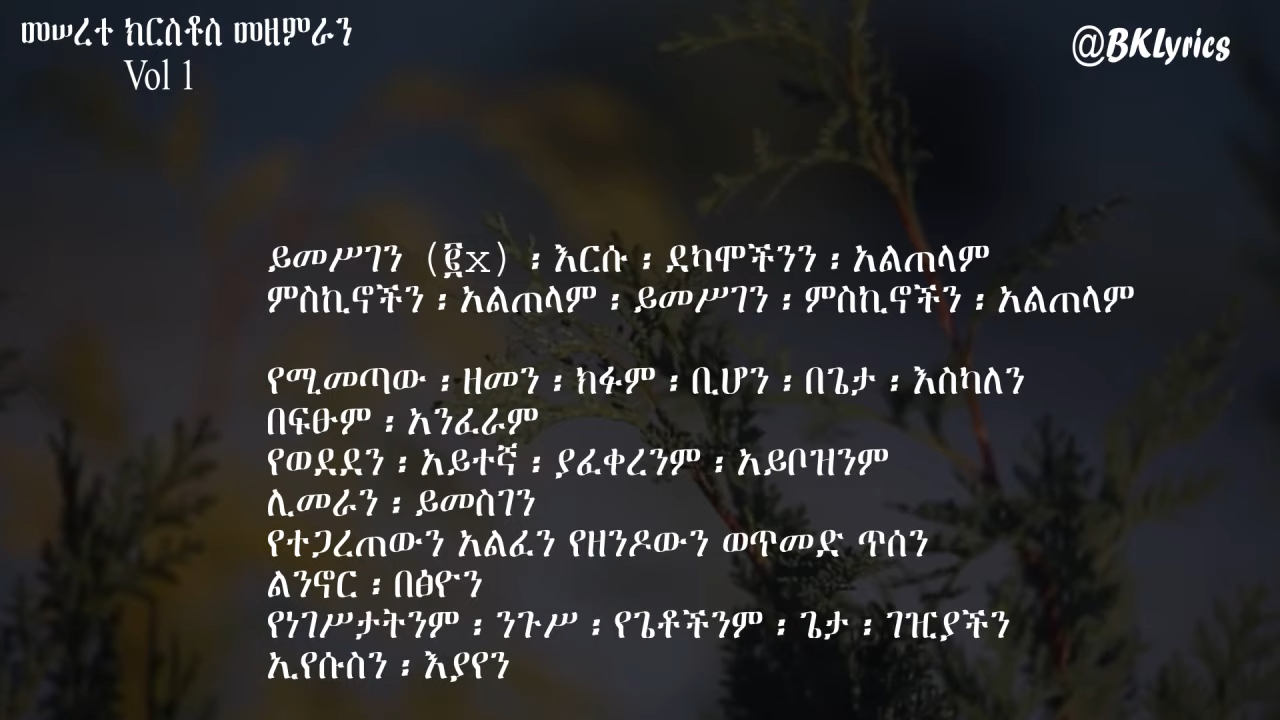 መሠረተ ክርስቶስ መዘምራን
Vol 1
@BKLyrics
ይመሥገን (፪x) ፡ እርሱ ፡ ደካሞችንን ፡ አልጠላም
ምስኪኖችን ፡ አልጠላም ፡ ይመሥገን ፡ ምስኪኖችን ፡ አልጠላም
የሚመጣው ፡ ዘመን ፡ ክፉም ፡ ቢሆን ፡ በጌታ ፡ እስካለን
በፍፁም ፡ አንፈራም
የወደደን ፡ አይተኛ ፡ ያፈቀረንም ፡ አይቦዝንም
ሊመራን ፡ ይመስገን
የተጋረጠውን አልፈን የዘንዶውን ወጥመድ ጥሰን
ልንኖር ፡ በፅዮን
የነገሥታትንም ፡ ንጉሥ ፡ የጌቶችንም ፡ ጌታ ፡ ገዢያችን
ኢየሱስን ፡ እያየን